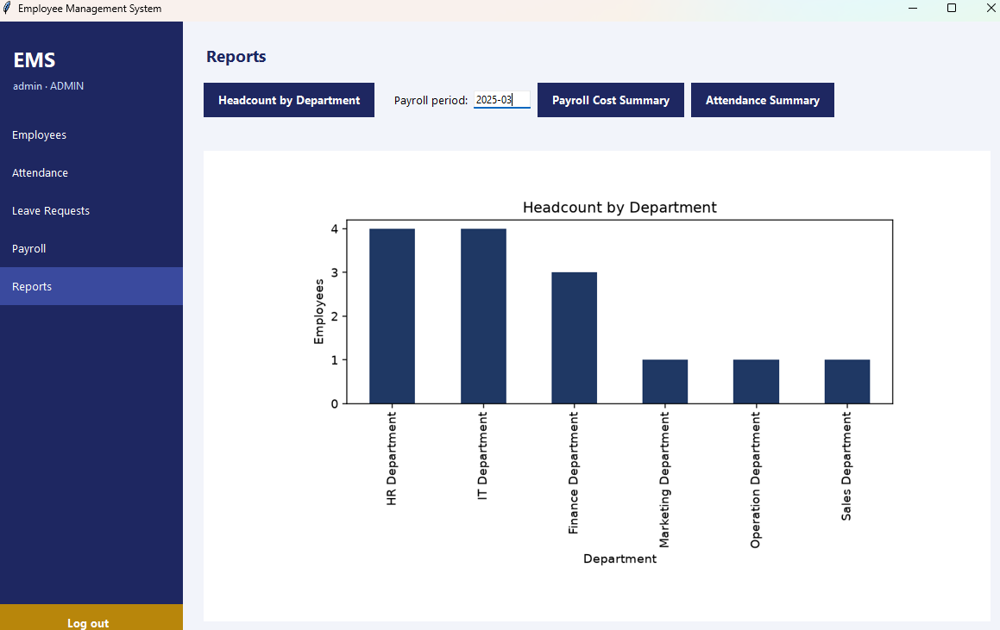 Employee Management System
EMS
admin · ADMIN
Employees
Attendance
Leave Requests
Payroll
Reports
Log out
Reports
Headcount by Department
Payroll period:
2025-03
Payroll Cost Summary
Attendance Summary
Headcount by Department
Employees
4
3
2
1
0
HR Department
IT Department
Finance Department
Marketing Department
Operation Department
Sales Department
Department